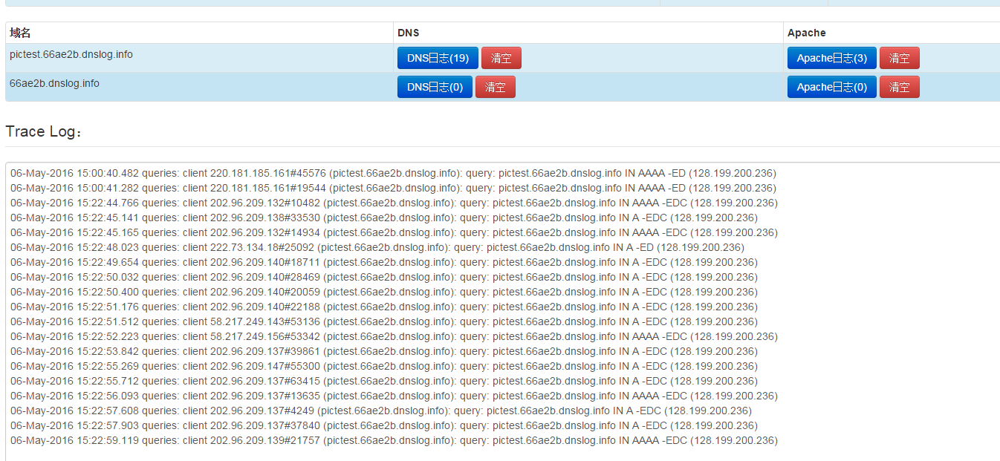 域名 DNS Apache
pictest.66ae2b.dnslog.info DNS日志(19) 清空 Apache日志(3) 清空
66ae2b.dnslog.info DNS日志(0) 清空 Apache日志(0) 清空
Trace Log：
06-May-2016 15:00:40.482 queries: client 220.181.185.161#45576 (pictest.66ae2b.dnslog.info): query: pictest.66ae2b.dnslog.info IN AAAA -ED (128.199.200.236)
06-May-2016 15:00:41.282 queries: client 220.181.185.161#19544 (pictest.66ae2b.dnslog.info): query: pictest.66ae2b.dnslog.info IN AAAA -ED (128.199.200.236)
06-May-2016 15:22:44.766 queries: client 202.96.209.132#10482 (pictest.66ae2b.dnslog.info): query: pictest.66ae2b.dnslog.info IN AAAA -EDC (128.199.200.236)
06-May-2016 15:22:45.141 queries: client 202.96.209.138#33530 (pictest.66ae2b.dnslog.info): query: pictest.66ae2b.dnslog.info IN A -EDC (128.199.200.236)
06-May-2016 15:22:45.165 queries: client 202.96.209.132#14934 (pictest.66ae2b.dnslog.info): query: pictest.66ae2b.dnslog.info IN AAAA -EDC (128.199.200.236)
06-May-2016 15:22:48.023 queries: client 222.73.134.18#25092 (pictest.66ae2b.dnslog.info): query: pictest.66ae2b.dnslog.info IN A -ED (128.199.200.236)
06-May-2016 15:22:49.654 queries: client 202.96.209.140#18711 (pictest.66ae2b.dnslog.info): query: pictest.66ae2b.dnslog.info IN A -EDC (128.199.200.236)
06-May-2016 15:22:50.032 queries: client 202.96.209.140#28469 (pictest.66ae2b.dnslog.info): query: pictest.66ae2b.dnslog.info IN A -EDC (128.199.200.236)
06-May-2016 15:22:50.400 queries: client 202.96.209.140#20059 (pictest.66ae2b.dnslog.info): query: pictest.66ae2b.dnslog.info IN A -EDC (128.199.200.236)
06-May-2016 15:22:51.176 queries: client 202.96.209.140#22188 (pictest.66ae2b.dnslog.info): query: pictest.66ae2b.dnslog.info IN A -EDC (128.199.200.236)
06-May-2016 15:22:51.512 queries: client 58.217.249.143#53136 (pictest.66ae2b.dnslog.info): query: pictest.66ae2b.dnslog.info IN A -EDC (128.199.200.236)
06-May-2016 15:22:52.223 queries: client 58.217.249.156#53342 (pictest.66ae2b.dnslog.info): query: pictest.66ae2b.dnslog.info IN AAAA -EDC (128.199.200.236)
06-May-2016 15:22:53.842 queries: client 202.96.209.137#39861 (pictest.66ae2b.dnslog.info): query: pictest.66ae2b.dnslog.info IN A -EDC (128.199.200.236)
06-May-2016 15:22:55.269 queries: client 202.96.209.147#55300 (pictest.66ae2b.dnslog.info): query: pictest.66ae2b.dnslog.info IN A -EDC (128.199.200.236)
06-May-2016 15:22:55.712 queries: client 202.96.209.137#63415 (pictest.66ae2b.dnslog.info): query: pictest.66ae2b.dnslog.info IN A -EDC (128.199.200.236)
06-May-2016 15:22:56.093 queries: client 202.96.209.137#13635 (pictest.66ae2b.dnslog.info): query: pictest.66ae2b.dnslog.info IN AAAA -EDC (128.199.200.236)
06-May-2016 15:22:57.608 queries: client 202.96.209.137#4249 (pictest.66ae2b.dnslog.info): query: pictest.66ae2b.dnslog.info IN A -EDC (128.199.200.236)
06-May-2016 15:22:57.903 queries: client 202.96.209.137#37840 (pictest.66ae2b.dnslog.info): query: pictest.66ae2b.dnslog.info IN A -EDC (128.199.200.236)
06-May-2016 15:22:59.119 queries: client 202.96.209.139#21757 (pictest.66ae2b.dnslog.info): query: pictest.66ae2b.dnslog.info IN AAAA -EDC (128.199.200.236)